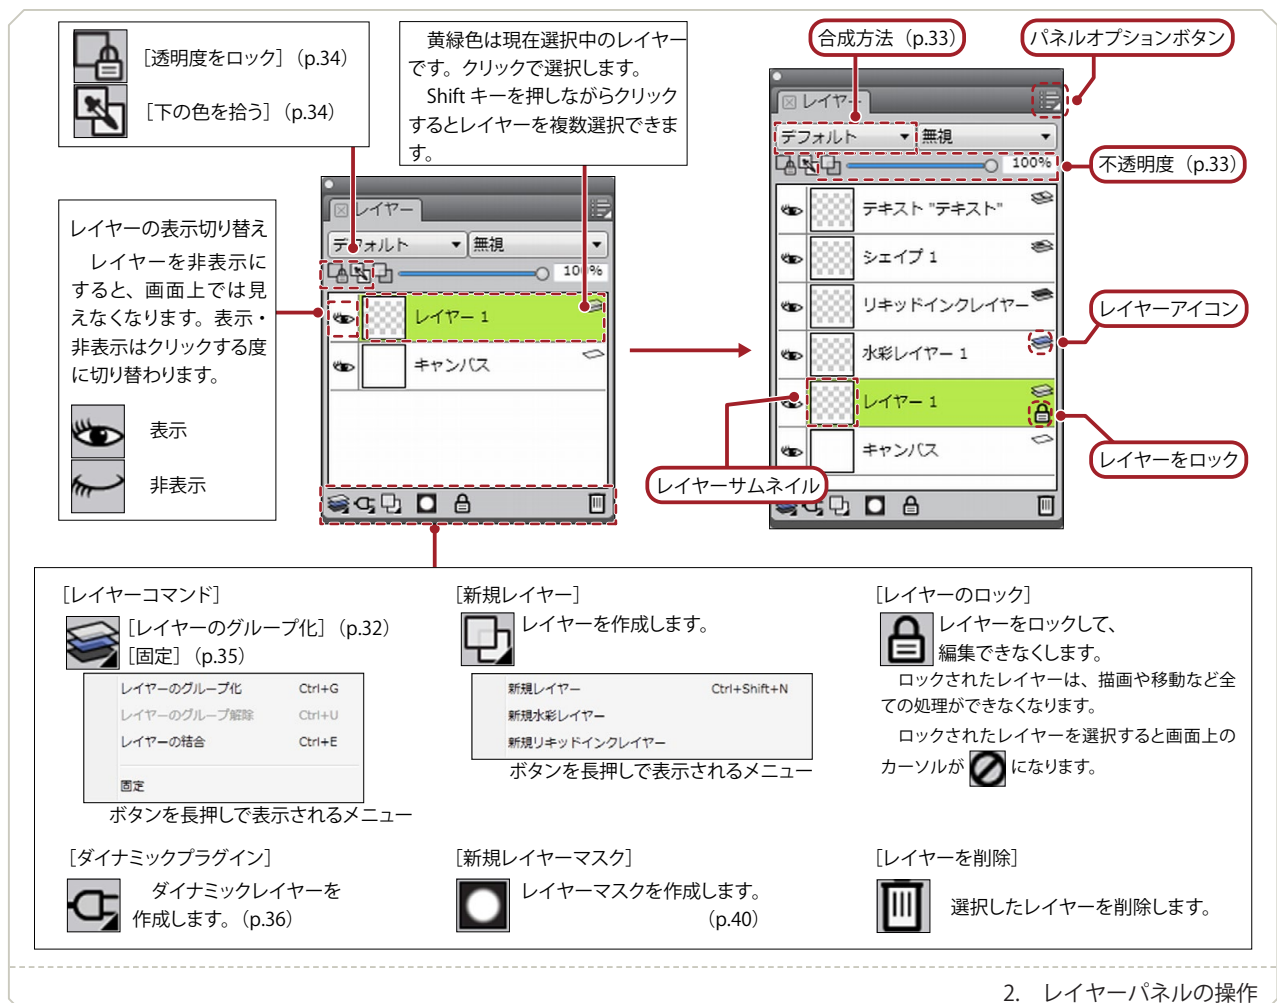 ［透明度をロック］（p.34）
［下の色を拾う］（p.34）
黄緑色は現在選択中のレイヤー
です。クリックで選択します。
Shift キーを押しながらクリック
するとレイヤーを複数選択できま
す。
レイヤーの表示切り替え
レイヤーを非表示に
すると、画面上では見
えなくなります。表示・
非表示はクリックする度
に切り替わります。
表示
非表示
レイヤー
デフォルト
無視
100%
レイヤー 1
キャンバス
合成方法（p.33）
パネルオプションボタン
レイヤー
デフォルト
無視
100%
不透明度（p.33）
テキスト "テキスト"
シェイプ 1
リキッドインクレイヤー
水彩レイヤー 1
レイヤー 1
キャンバス
レイヤーアイコン
レイヤーをロック
レイヤーサムネイル
［レイヤーコマンド］
［レイヤーのグループ化］（p.32）
［固定］（p.35）
レイヤーのグループ化 Ctrl+G
レイヤーのグループ解除 Ctrl+U
レイヤーの結合 Ctrl+E
固定
ボタンを長押しで表示されるメニュー
［新規レイヤー］
レイヤーを作成します。
新規レイヤー Ctrl+Shift+N
新規水彩レイヤー
新規リキッドインクレイヤー
ボタンを長押しで表示されるメニュー
［レイヤーのロック］
レイヤーをロックして、
編集できなくします。
ロックされたレイヤーは、描画や移動など全
ての処理ができなくなります。
ロックされたレイヤーを選択すると画面上の
カーソルが になります。
［ダイナミックプラグイン］
ダイナミックレイヤーを
作成します。（p.36）
［新規レイヤーマスク］
レイヤーマスクを作成します。
（p.40）
［レイヤーを削除］
選択したレイヤーを削除します。
2. レイヤーパネルの操作